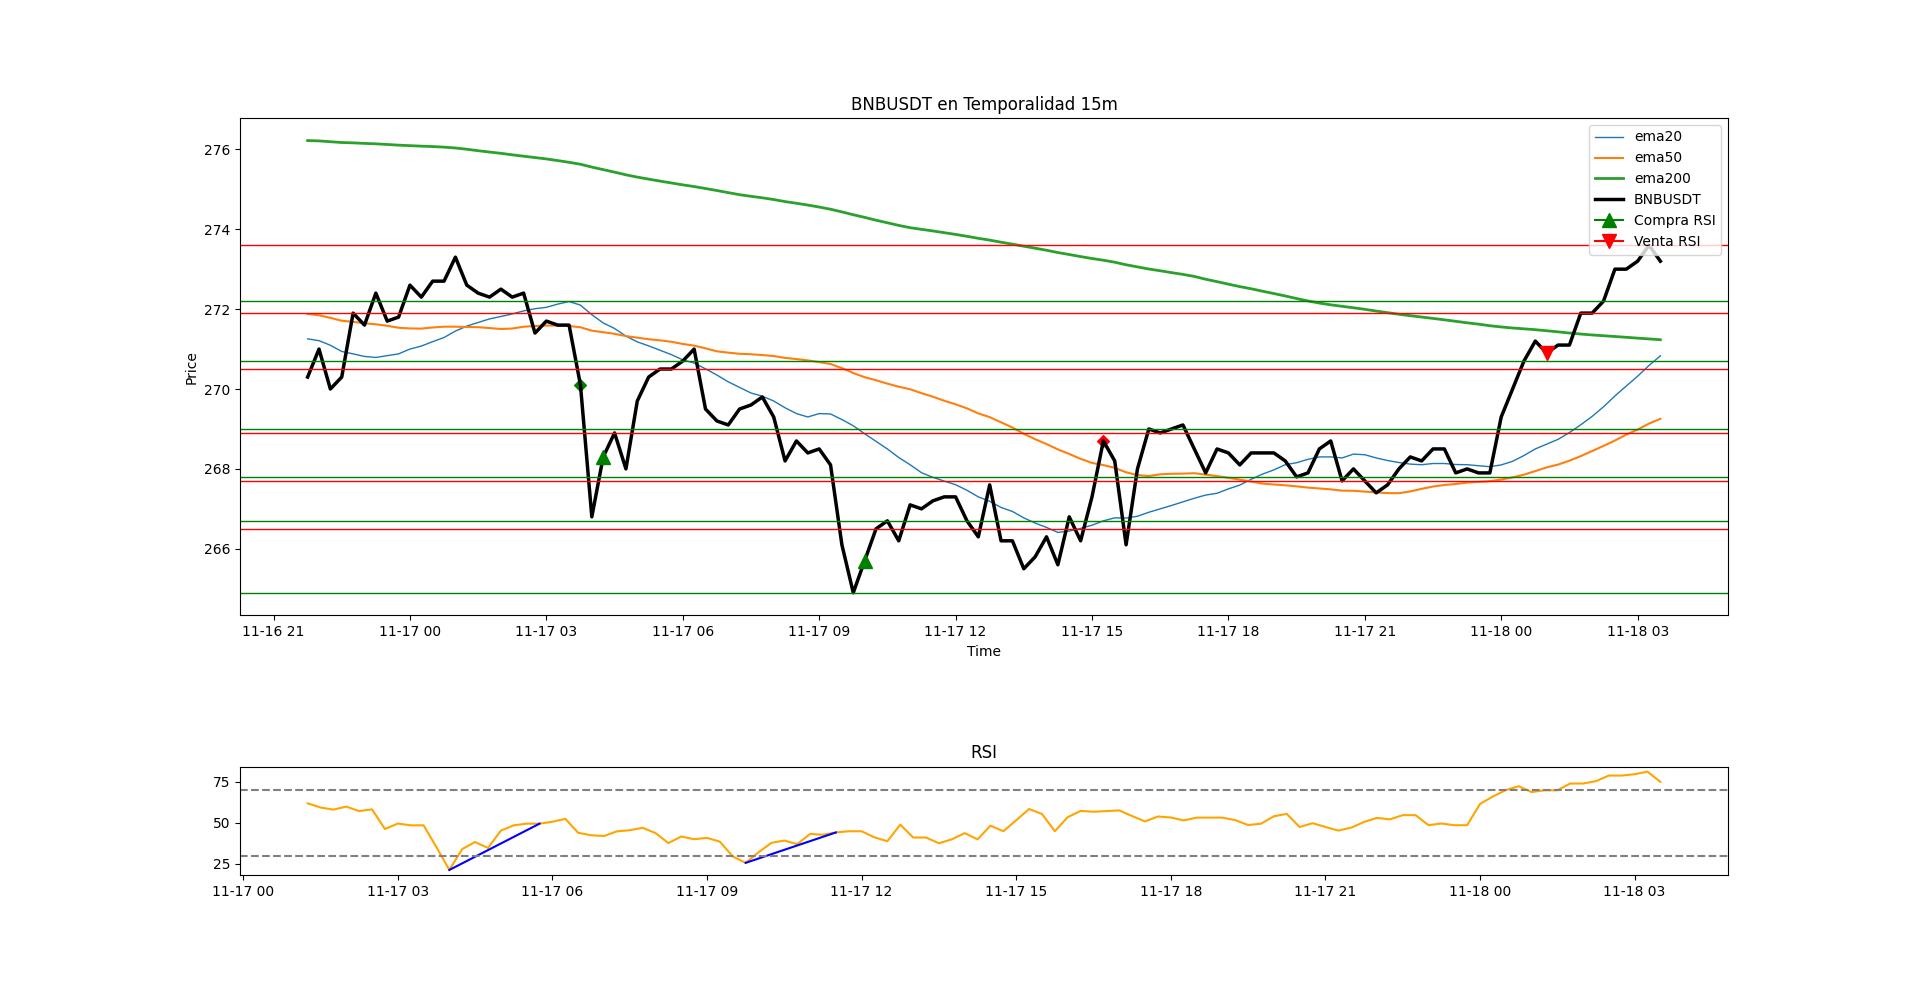 BNBUSDT en Temporalidad 15m
ema20
ema50
ema200
BNBUSDT
Compra RSI
Venta RSI
Price
276
274
272
270
268
266
11-16 21 11-17 00 11-17 03 11-17 06 11-17 09 11-17 12 11-17 15 11-17 18 11-17 21 11-18 00 11-18 03
Time
RSI
75
50
25
11-17 00 11-17 03 11-17 06 11-17 09 11-17 12 11-17 15 11-17 18 11-17 21 11-18 00 11-18 03